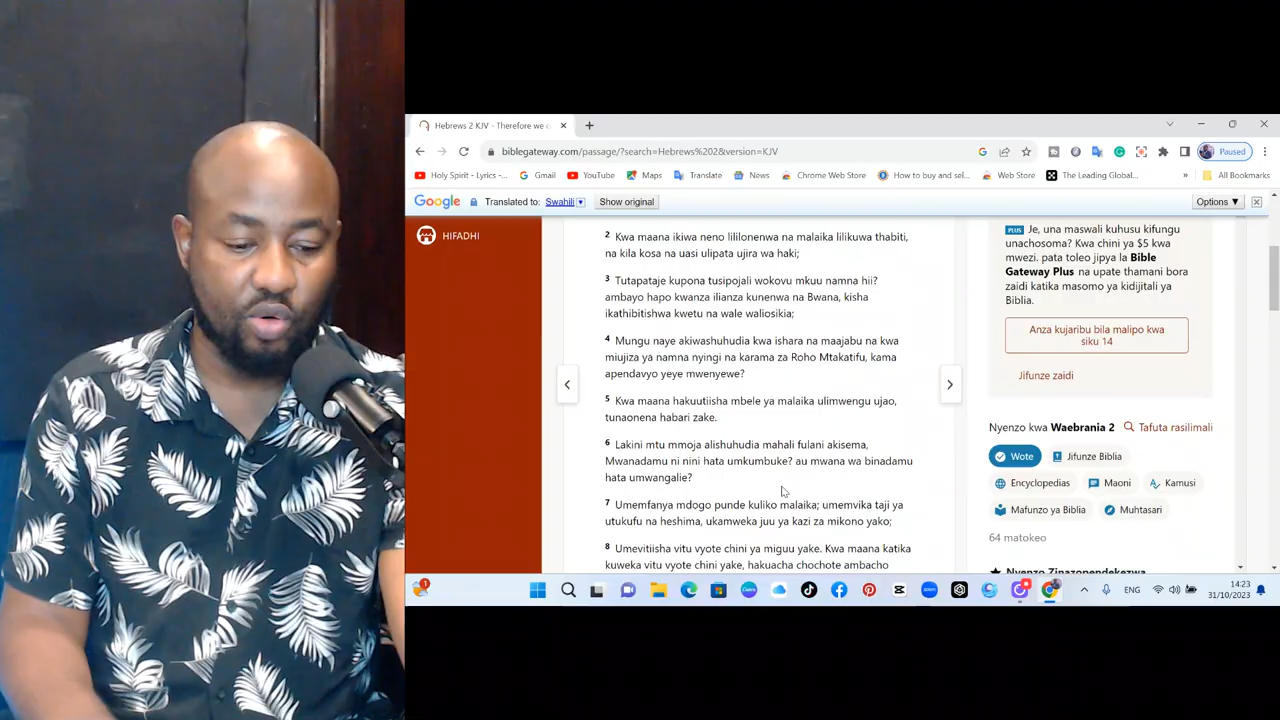 Hebrews 2 KJV - Therefore we
biblegateway.com/passage/?search=Hebrews%202&version=KJV
Paused
Holy Spirit - Lyrics -...
Gmail
YouTube
Maps
Translate
News
Chrome Web Store
How to buy and sel...
Web Store
The Leading Global...
»
All Bookmarks
Google
Translated to: Swahili
Show original
Options ▼
HIFADHI
2 Kwa maana ikiwa neno lililonenwa na malaika lilikuwa thabiti,
na kila kosa na uasi ulipata ujira wa haki;
3 Tutapataje kupona tusipojali wokovu mkuu namna hii?
ambayo hapo kwanza ilianza kunenwa na Bwana, kisha
ikathibitishwa kwetu na wale waliosikia;
4 Mungu naye akiwashuhudia kwa ishara na maajabu na kwa
miujiza ya namna nyingi na karama za Roho Mtakatifu, kama
apendavyo yeye mwenyewe?
5 Kwa maana hakuutiisha mbele ya malaika ulimwengu ujao,
tunaonena habari zake.
6 Lakini mtu mmoja alishuhudia mahali fulani akisema,
Mwanadamu ni nini hata umkumbuke? au mwana wa binadamu
hata umwangalie?
7 Umemfanya mdogo punde kuliko malaika; umemvika taji ya
utukufu na heshima, ukamweka juu ya kazi za mikono yako;
8 Umevitiisha vitu vyote chini ya miguu yake. Kwa maana katika
kuweka vitu vyote chini yake, hakuacha chochote ambacho
PLUS Je, una maswali kuhusu kifungu
unachosoma? Kwa chini ya $5 kwa
mwezi. pata toleo jipya la Bible
Gateway Plus na upate thamani bora
zaidi katika masomo ya kidijitali ya
Biblia.
Anza kujaribu bila malipo kwa
siku 14
Jifunze zaidi
Nyenzo kwa Waebrania 2
Tafuta rasilimali
Wote
Jifunze Biblia
Encyclopedias
Maoni
Kamusi
Mafunzo ya Biblia
Muhtasari
64 matokeo
Nyenzo Zinazopendekezwa
1
ENG
14:23
31/10/2023